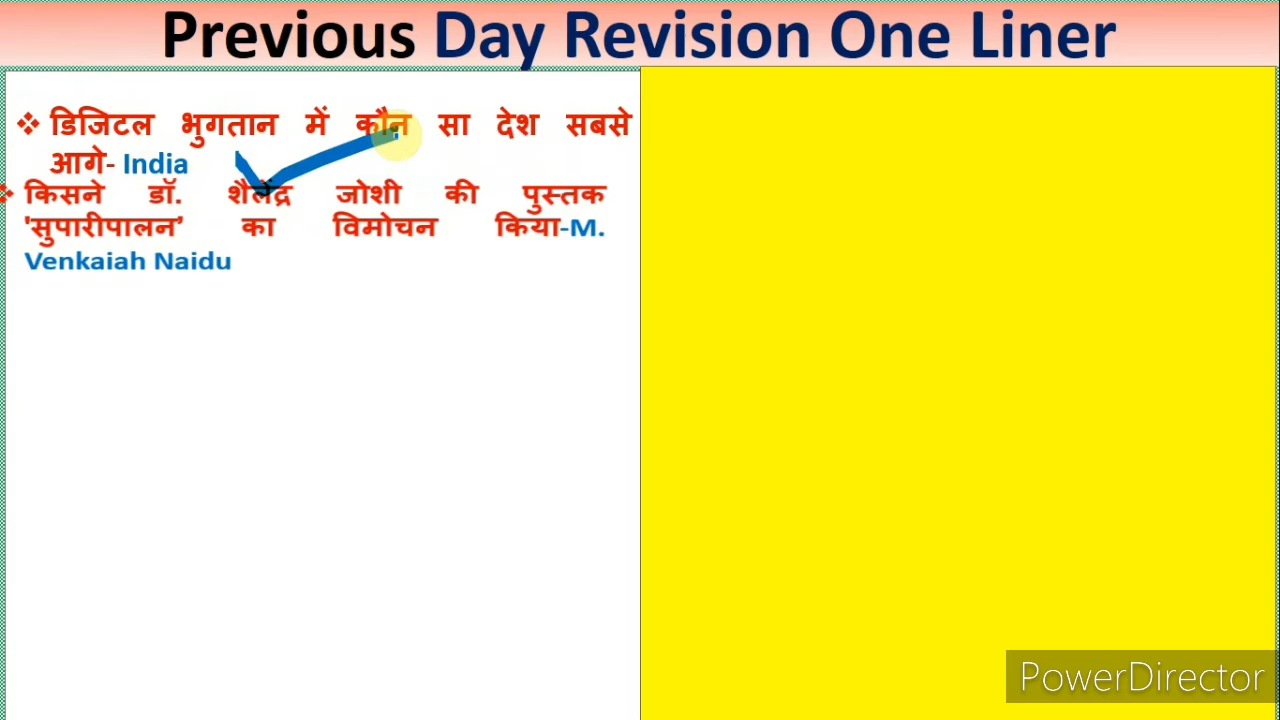 Previous Day Revision One Liner
❖ डिजिटल भुगतान में कौन सा देश सबसे
आगे- India
किसने डॉ. शैलेंद्र जोशी की पुस्तक
'सुपारीपालन' का विमोचन किया-M.
Venkaiah Naidu
PowerDirector